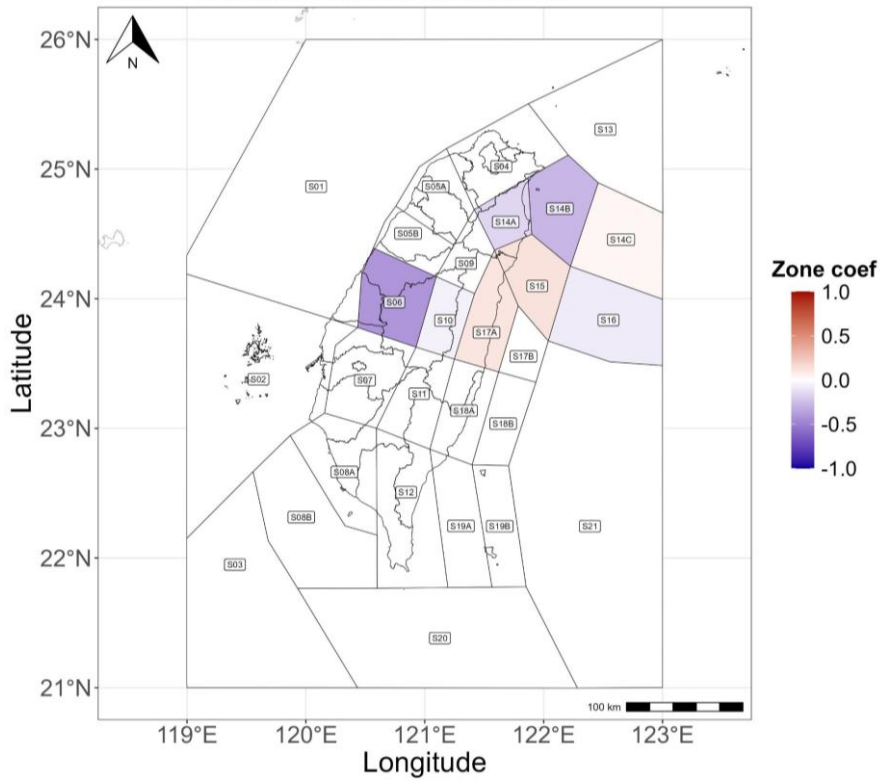 N
26°N
25°N
24°N
23°N
22°N
21°N
Latitude
S13
S04
S01
S05A
S14B
S14A
S05B
S14C
S09
S15
S06
S10
S16
S17A
S17B
S02
S07
S11
S18A
S18B
S08A
S12
S08B
S19A
S19B
S21
S03
S20
100 km
119°E 120°E 121°E 122°E 123°E
Longitude
Zone coef
1.0
0.5
0.0
-0.5
-1.0